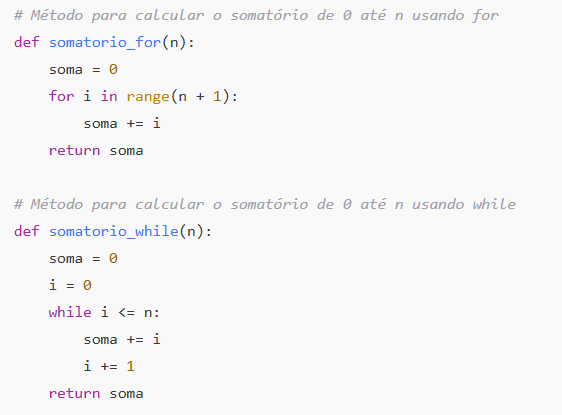 # Método para calcular o somatório de 0 até n usando for
def somatorio_for(n):
    soma = 0
    for i in range(n + 1):
        soma += i
    return soma

# Método para calcular o somatório de 0 até n usando while
def somatorio_while(n):
    soma = 0
    i = 0
    while i <= n:
        soma += i
        i += 1
    return soma